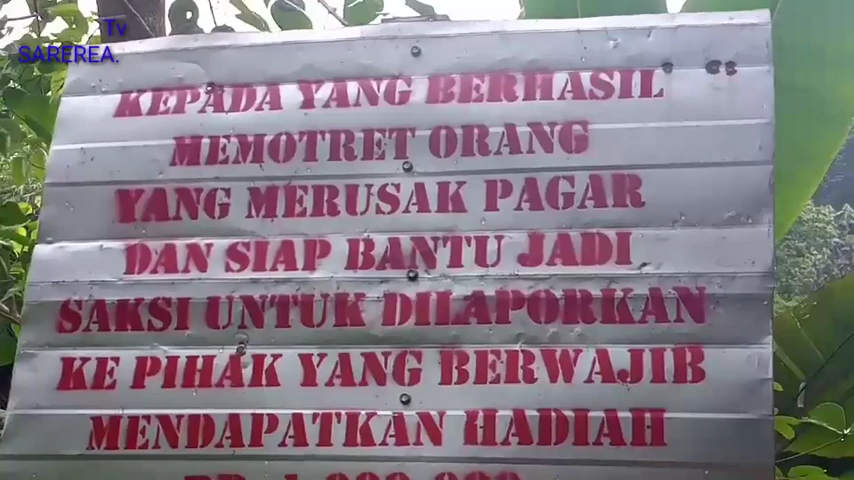 Tv
SAREREA.
KEPADA YANG BERHASIL
MEMOTRET ORANG
YANG MERUSAK PAGAR
DAN SIAP BANTU JADI
SAKSI UNTUK DILAPORKAN
KE PIHAK YANG BERWAJIB
MENDAPATKAN HADIAH